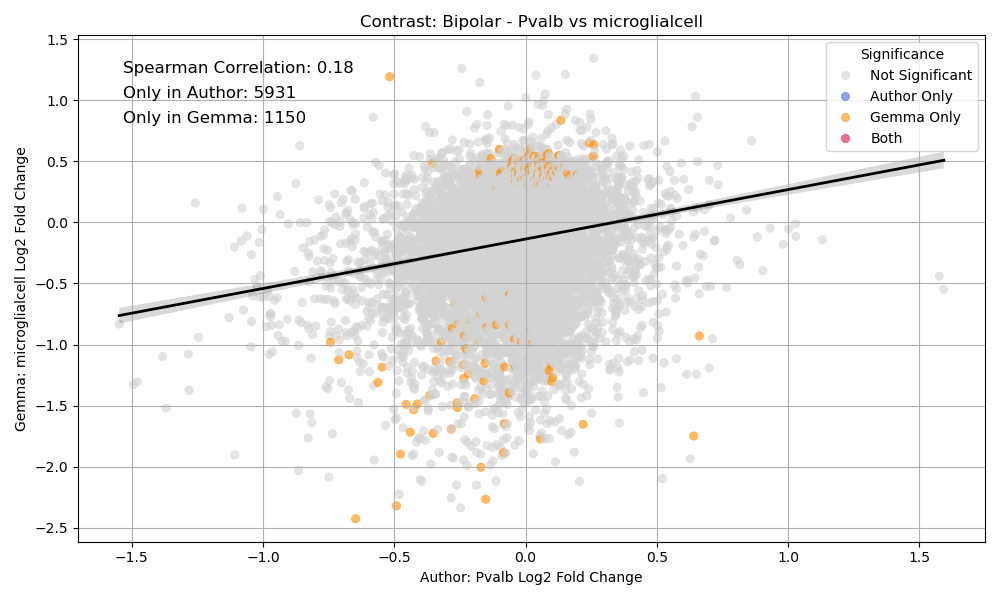 Contrast: Bipolar - Pvalb vs microglialcell
Spearman Correlation: 0.18
Only in Author: 5931
Only in Gemma: 1150
Significance
Not Significant
Author Only
Gemma Only
Both
Gemma: microglialcell Log2 Fold Change
1.5
1.0
0.5
0.0
−0.5
−1.0
−1.5
−2.0
−2.5
−1.5 −1.0 −0.5 0.0 0.5 1.0 1.5
Author: Pvalb Log2 Fold Change